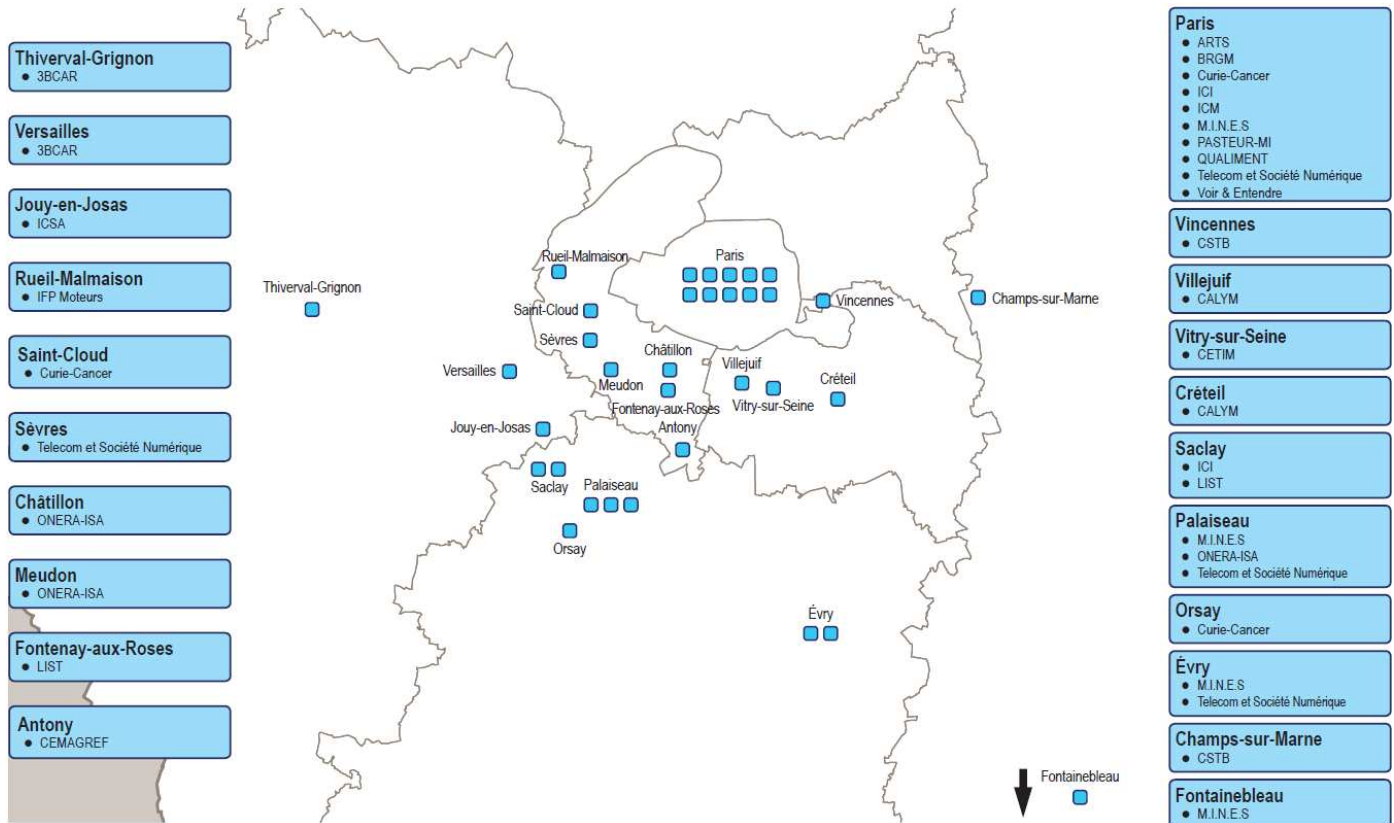 Thiverval-Grignon
● 3BCAR
Versailles
● 3BCAR
Jouy-en-Josas
● ICSA
Rueil-Malmaison
● IFP Moteurs
Saint-Cloud
● Curie-Cancer
Sèvres
● Telecom et Société Numérique
Châtillon
● ONERA-ISA
Meudon
● ONERA-ISA
Fontenay-aux-Roses
● LIST
Antony
● CEMAGREF
Rueil-Malmaison
Paris
Thiverval-Grignon
Saint-Cloud
Vincennes
Champs-sur-Marne
Sèvres
Châtillon
Villejuif
Versailles
Meudon
Créteil
Vitry-sur-Seine
Fontenay-aux-Roses
Jouy-en-Josas
Antony
Saclay
Palaiseau
Orsay
Évry
Fontainebleau
Paris
● ARTS
● BRGM
● Curie-Cancer
● ICI
● ICM
● M.I.N.E.S
● PASTEUR-MI
● QUALIMENT
● Telecom et Société Numérique
● Voir & Entendre
Vincennes
● CSTB
Villejuif
● CALYM
Vitry-sur-Seine
● CETIM
Créteil
● CALYM
Saclay
● ICI
● LIST
Palaiseau
● M.I.N.E.S
● ONERA-ISA
● Telecom et Société Numérique
Orsay
● Curie-Cancer
Évry
● M.I.N.E.S
● Telecom et Société Numérique
Champs-sur-Marne
● CSTB
Fontainebleau
● M.I.N.E.S